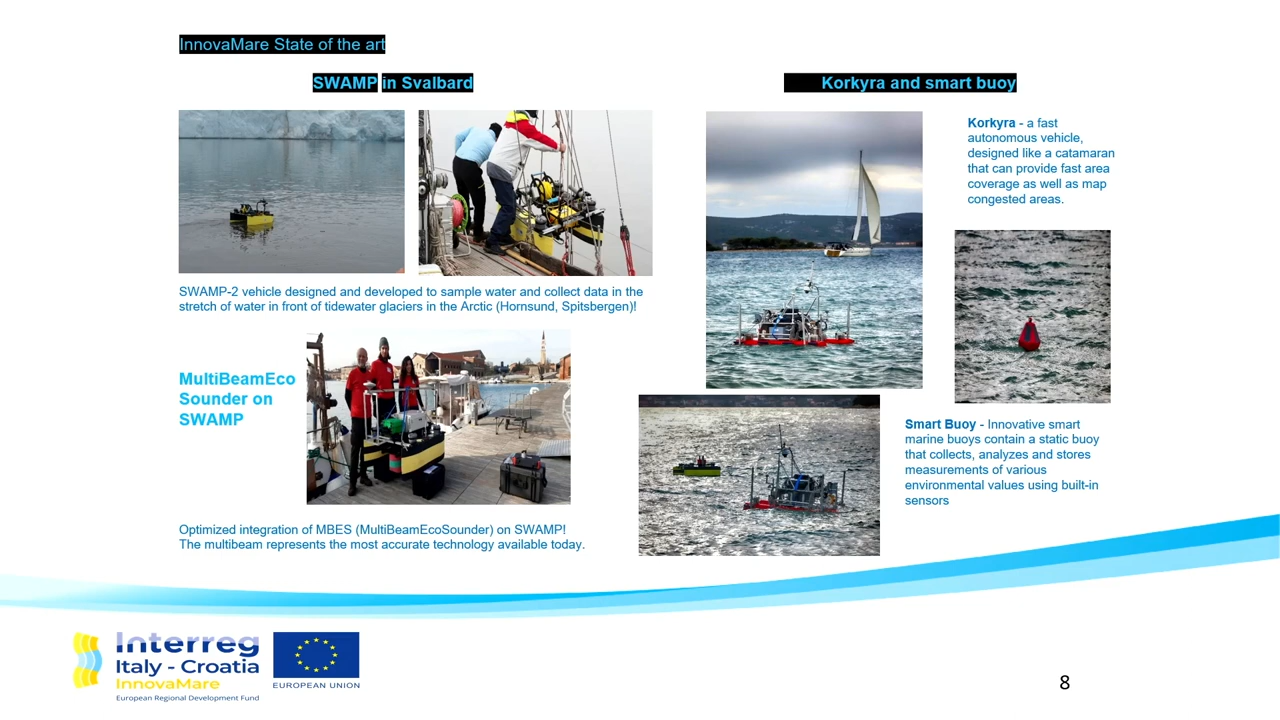 InnovaMare State of the art
SWAMP in Svalbard
Korkyra and smart buoy
Korkyra - a fast
autonomous vehicle,
designed like a catamaran
that can provide fast area
coverage as well as map
congested areas.
SWAMP-2 vehicle designed and developed to sample water and collect data in the
stretch of water in front of tidewater glaciers in the Arctic (Hornsund, Spitsbergen)!
MultiBeamEco
Sounder on
SWAMP
Smart Buoy - Innovative smart
marine buoys contain a static buoy
that collects, analyzes and stores
measurements of various
environmental values using built-in
sensors
Optimized integration of MBES (MultiBeamEcoSounder) on SWAMP!
The multibeam represents the most accurate technology available today.
Interreg
Italy - Croatia
InnovaMare
European Regional Development Fund
EUROPEAN UNION
8